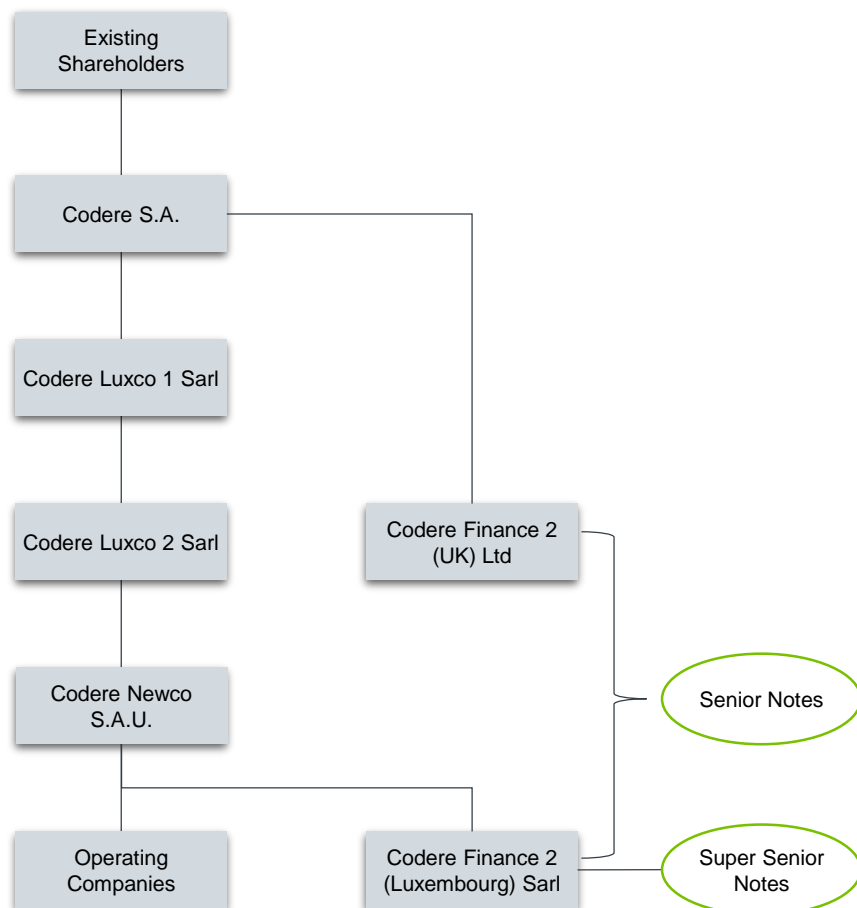 Existing
Shareholders
Codere S.A.
Codere Luxco 1 Sarl
Codere Luxco 2 Sarl
Codere Finance 2
(UK) Ltd
Codere Newco
S.A.U.
Senior Notes
Operating
Companies
Codere Finance 2
(Luxembourg) Sarl
Super Senior
Notes